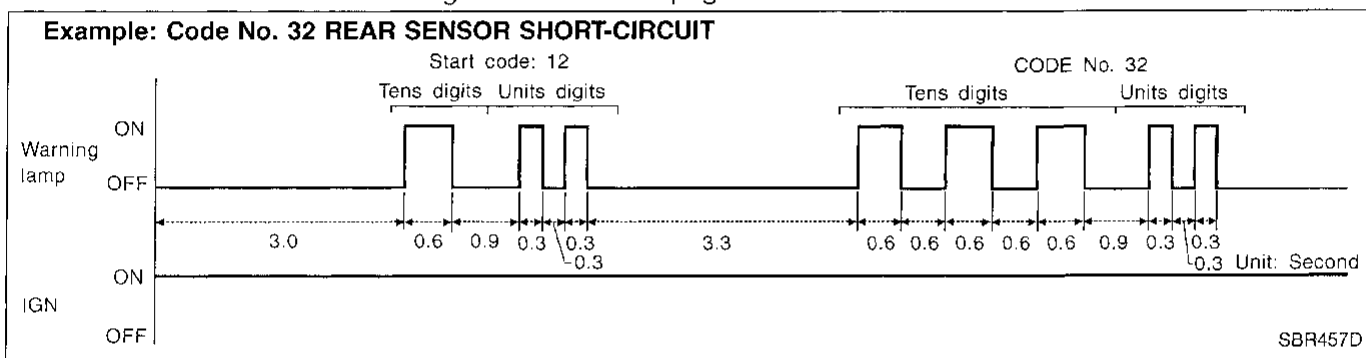 Example: Code No. 32 REAR SENSOR SHORT-CIRCUIT
Start code: 12
CODE No. 32
Tens digits Units digits
Tens digits Units digits
ON
Warning
lamp
OFF
3.0 0.6 0.9 0.3 0.3 3.3 0.6 0.6 0.6 0.6 0.6 0.9 0.3 0.3
0.3 0.3 Unit: Second
ON
IGN
OFF
SBR457D